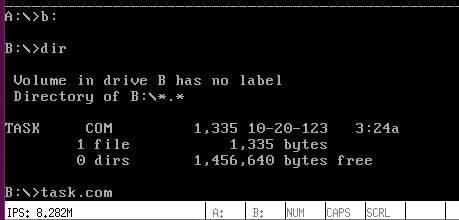 A:\>b:
B:\>dir
Volume in drive B has no label
Directory of B:\*.*
TASK COM 1,335 10-20-123 3:24a
1 file 1,335 bytes
0 dirs 1,456,640 bytes free
B:\>task.com
IPS: 8.282M A: B: NUM CAPS SCRL